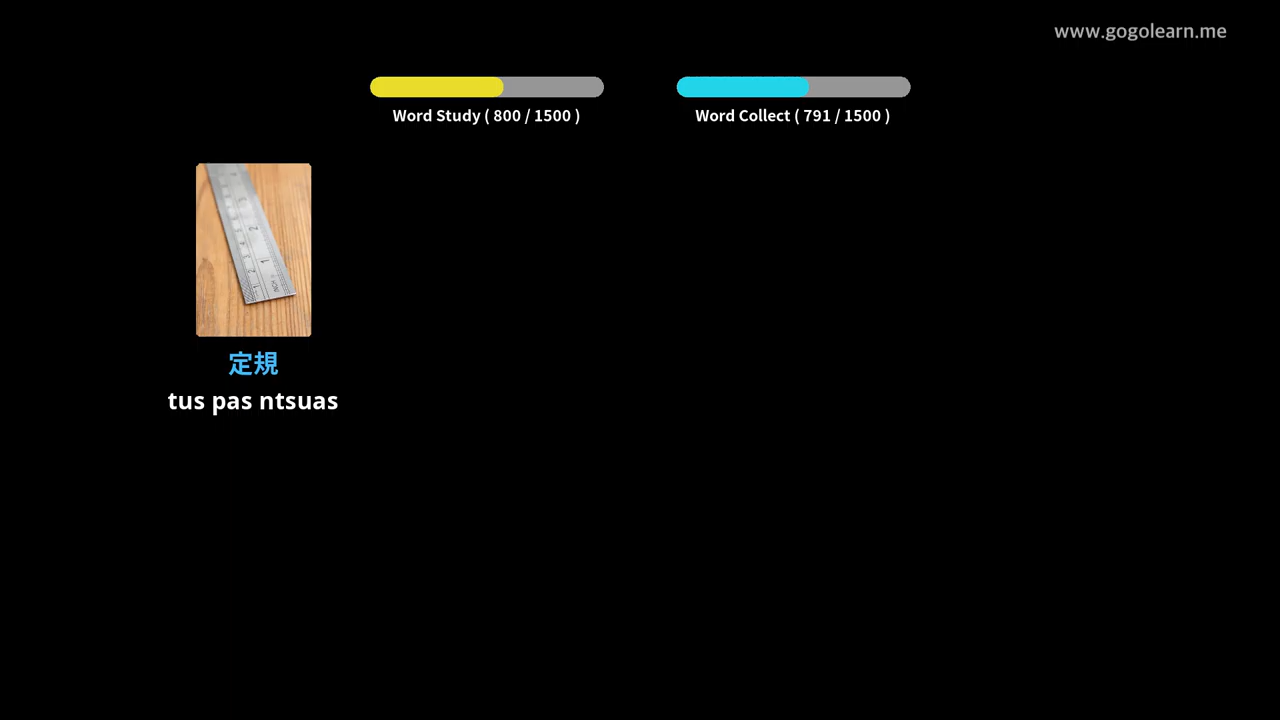 www.gogolearn.me
Word Study ( 800 / 1500 )
Word Collect ( 791 / 1500 )
定規
tus pas ntsuas